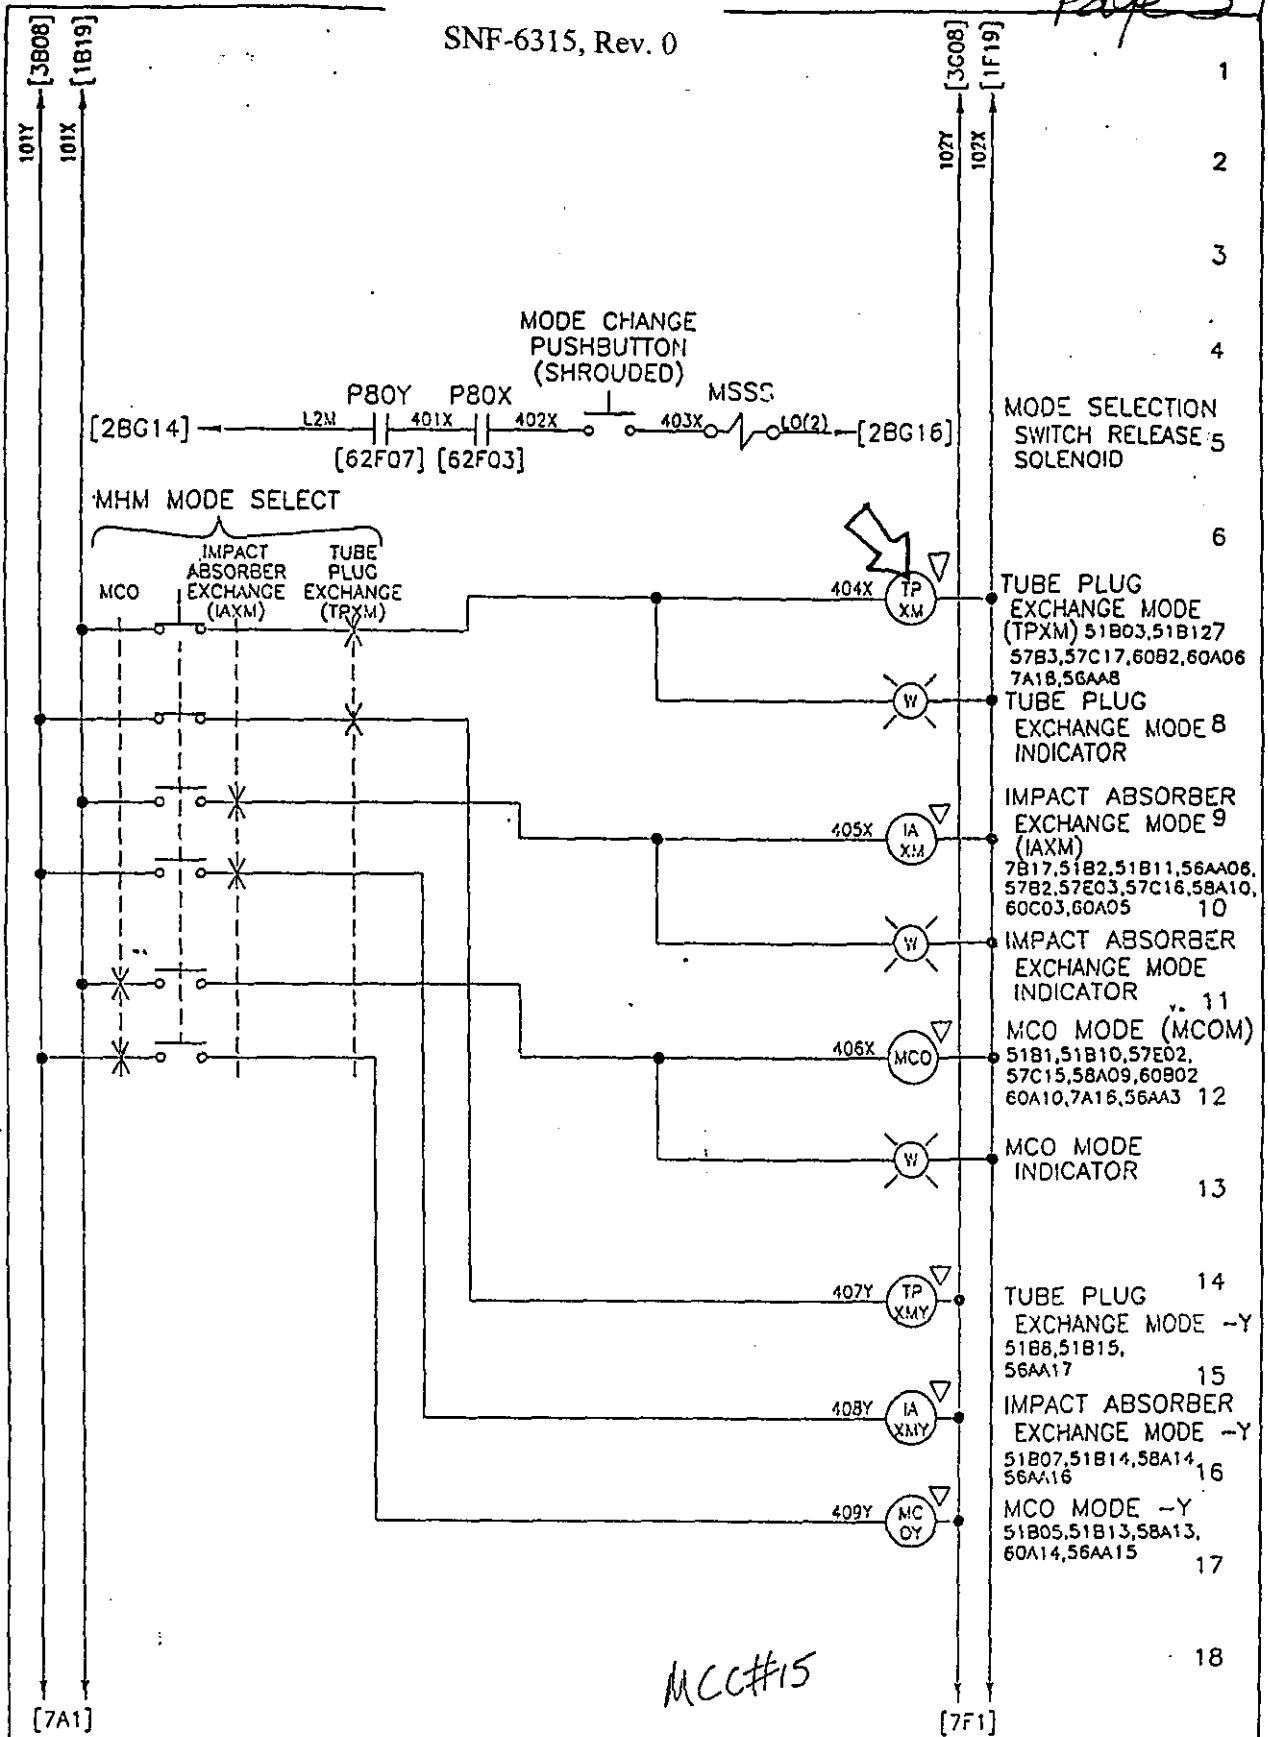 Page
SNF-6315, Rev. 0
[3B08]
[1B19]
[3G08]
[1F19]
101Y
101X
102Y
102X
1
2
3
4
MODE CHANGE
PUSHBUTTON
(SHROUDED)
P80Y P80X MSSS
[2BG14] L2M 401X 402X 403X LO(2) [2BG16]
[62F07] [62F03]
MODE SELECTION
SWITCH RELEASE 5
SOLENOID
MHM MODE SELECT
6
MCO
IMPACT
ABSORBER
EXCHANGE
(IAXM)
TUBE
PLUG
EXCHANGE
(TPXM)
404X
TP
XM
TUBE PLUG
EXCHANGE MODE
(TPXM) 51B03,51B127
57B3,57C17,60B2,60A06
7A18,56AA8
W
TUBE PLUG
EXCHANGE MODE 8
INDICATOR
405X
IA
XM
IMPACT ABSORBER
EXCHANGE MODE 9
(IAXM)
7B17,51B2,51B11,56AA06,
57B2,57E03,57C16,58A10,
60C03,60A05 10
W
IMPACT ABSORBER
EXCHANGE MODE
INDICATOR 11
406X
MCO
MCO MODE (MCOM)
51B1,51B10,57E02,
57C15,58A09,60B02
60A10,7A16,56AA3 12
W
MCO MODE
INDICATOR
13
14
407Y
TP
XMY
TUBE PLUG
EXCHANGE MODE -Y
51B8,51B15,
56AA17 15
408Y
IA
XMY
IMPACT ABSORBER
EXCHANGE MODE -Y
51B07,51B14,58A14,
56AA16 16
409Y
MC
OY
MCO MODE -Y
51B05,51B13,58A13,
60A14,56AA15 17
18
MCC#15
[7A1]
[7F1]